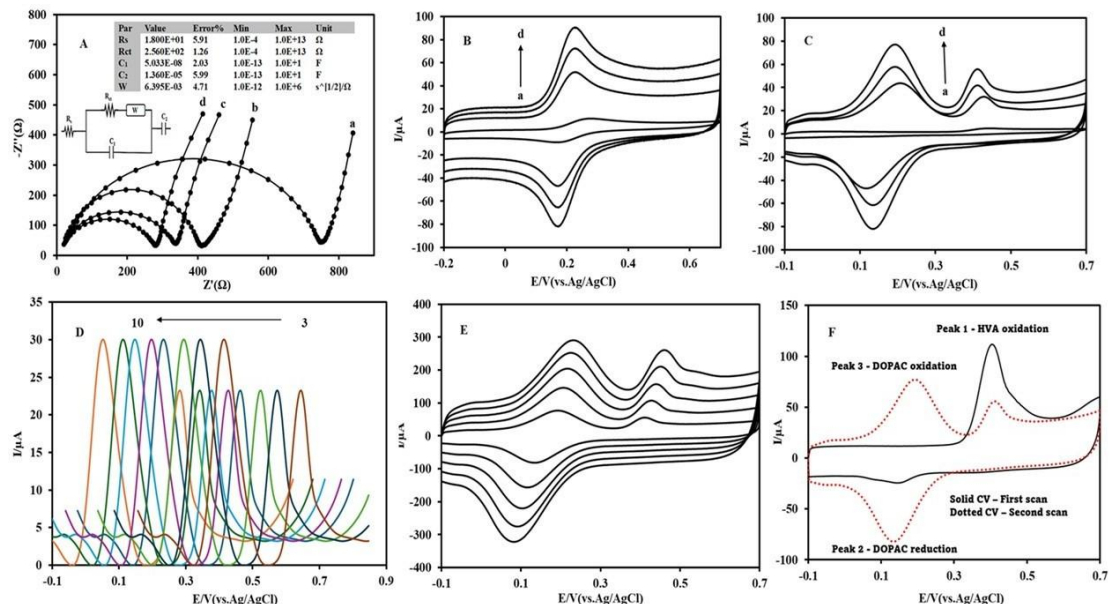 A
Par Value Error% Min Max Unit
Rs 1.800E+01 5.91 1.0E-4 1.0E+13 Ω
Rct 2.560E+02 1.26 1.0E-4 1.0E+13 Ω
C₁ 5.033E-08 2.03 1.0E-13 1.0E+1 F
C₂ 1.360E-05 5.99 1.0E-13 1.0E+1 F
W 6.395E-03 4.71 1.0E-12 1.0E+6 s^[1/2]/Ω
W
C₂
d c b a
-Z''(Ω)
800
700
600
500
400
300
200
100
0
0 200 400 600 800
Z'(Ω)
B
d
a
I/µA
100
80
60
40
20
0
-20
-40
-60
-80
-100
-0.2 0 0.2 0.4 0.6
E/V(vs.Ag/AgCl)
C
d
a
100
80
60
40
20
0
-20
-40
-60
-80
-100
I/µA
-0.1 0.1 0.3 0.5 0.7
E/V(vs.Ag/AgCl)
D
10 3
I/µA
35
30
25
20
15
10
5
0
-0.1 0.1 0.3 0.5 0.7 0.9
E/V(vs.Ag/AgCl)
E
I/µA
400
300
200
100
0
-100
-200
-300
-400
-0.1 0.1 0.3 0.5 0.7
E/V(vs.Ag/AgCl)
F
Peak 1 - HVA oxidation
Peak 3 - DOPAC oxidation
Solid CV – First scan
Dotted CV – Second scan
Peak 2 - DOPAC reduction
I/µA
150
100
50
0
-50
-100
-0.1 0.1 0.3 0.5 0.7
E/V(vs.Ag/AgCl)